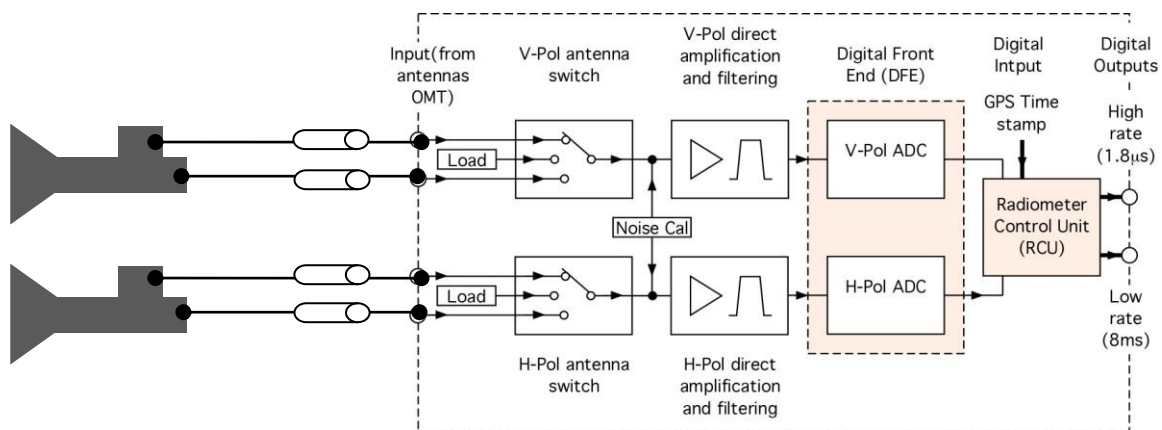 Input(from
antennas
OMT)
V-Pol antenna
switch
V-Pol direct
amplification
and filtering
Digital Front
End (DFE)
Digital
Intput
GPS Time
stamp
Digital
Outputs
High
rate
(1.8µs)
Load
V-Pol ADC
Noise Cal
Radiometer
Control Unit
(RCU)
Load
H-Pol ADC
Low
rate
(8ms)
H-Pol antenna
switch
H-Pol direct
amplification
and filtering